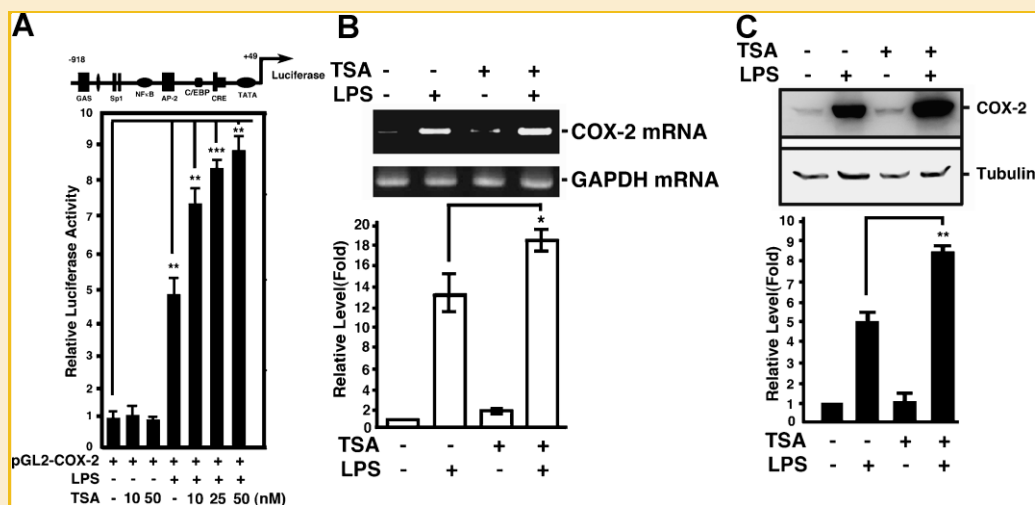 A
-918
+49
Luciferase
GAS
Sp1
NFκB
AP-2
C/EBP
CRE
TATA
Relative Luciferase Activity
10
9
8
7
6
5
4
3
2
1
0
**
**
***
**
pGL2-COX-2 + + + + + + +
LPS - - - + + + +
TSA - 10 50 - 10 25 50 (nM)
B
TSA - - + +
LPS - + - +
COX-2 mRNA
GAPDH mRNA
Relative Level(Fold)
20
18
16
14
12
10
8
6
4
2
0
*
TSA - - + +
LPS - + - +
C
TSA - - + +
LPS - + - +
COX-2
Tubulin
Relative Level(Fold)
10
9
8
7
6
5
4
3
2
1
0
**
TSA - - + +
LPS - + - +